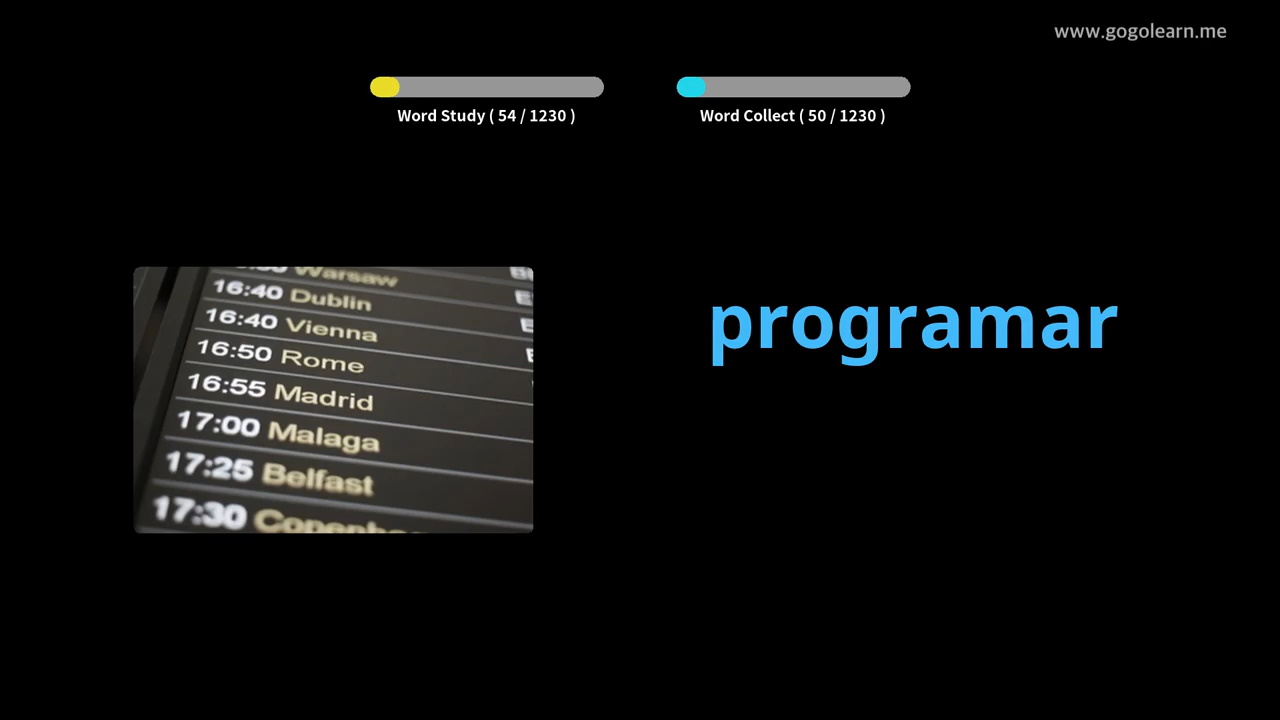 www.gogolearn.me
Word Study ( 54 / 1230 )
Word Collect ( 50 / 1230 )
programar
Warsaw
16:40 Dublin
16:40 Vienna
16:50 Rome
16:55 Madrid
17:00 Malaga
17:25 Belfast
17:30